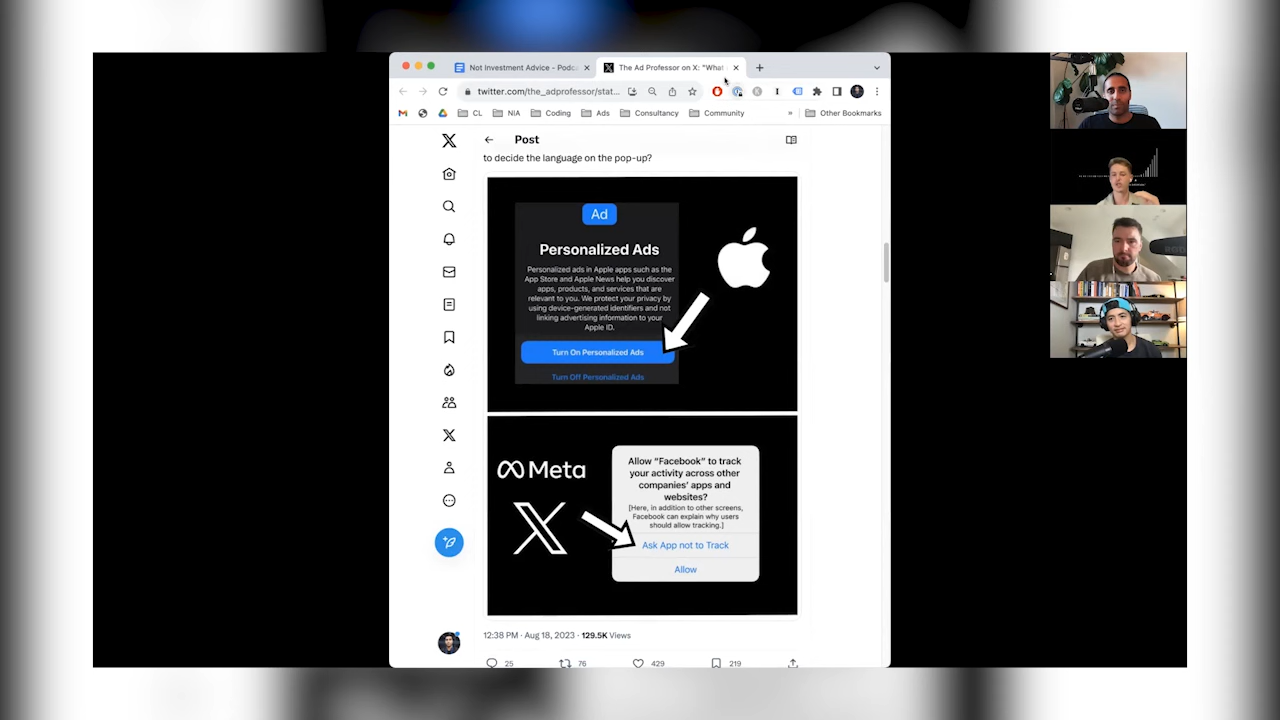 Not Investment Advice - Podc
The Ad Professor on X: "What
twitter.com/the_adprofessor/stat...
CL
NIA
Coding
Ads
Consultancy
Community
»
Other Bookmarks
Post
to decide the language on the pop-up?
Ad
Personalized Ads
Personalized ads in Apple apps such as the
App Store and Apple News help you discover
apps, products, and services that are
relevant to you. We protect your privacy by
using device-generated identifiers and not
linking advertising information to your
Apple ID.
Turn On Personalized Ads
Turn Off Personalized Ads
Meta
Allow "Facebook" to track
your activity across other
companies' apps and
websites?
[Here, in addition to other screens,
Facebook can explain why users
should allow tracking.]
Ask App not to Track
Allow
12:38 PM · Aug 18, 2023 · 129.5K Views
25
76
429
219